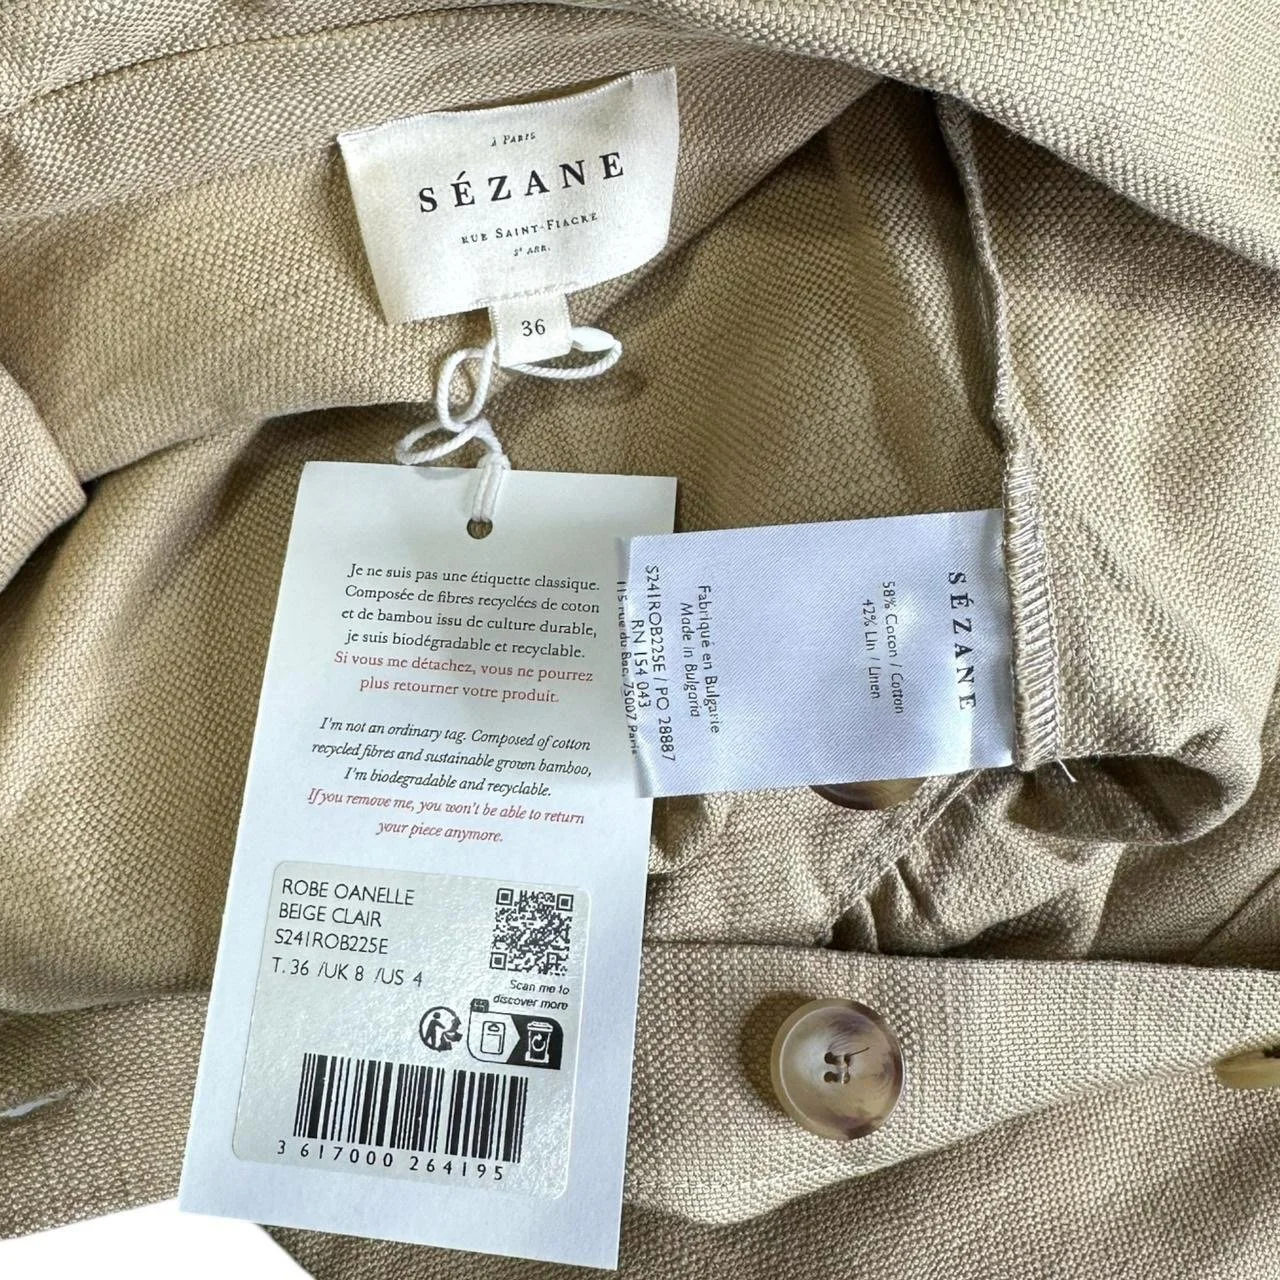 à Paris
SÉZANE
RUE SAINT-FIACRE
2e ARR.
36
Je ne suis pas une étiquette classique.
Composée de fibres recyclées de coton
et de bambou issu de culture durable,
je suis biodégradable et recyclable.
Si vous me détachez, vous ne pourrez
plus retourner votre produit.
I'm not an ordinary tag. Composed of cotton
recycled fibres and sustainable grown bamboo,
I'm biodegradable and recyclable.
If you remove me, you won't be able to return
your piece anymore.
ROBE OANELLE
BEIGE CLAIR
S241ROB225E
T. 36 /UK 8 /US 4
Scan me to
discover more
3 617000 264195
SÉZANE
58% Coton / Cotton
42% Lin / Linen
Fabriqué en Bulgarie
Made in Bulgaria
S241ROB225E / PO 28887
RN 154 043
115 rue du Bac, 75007 Paris